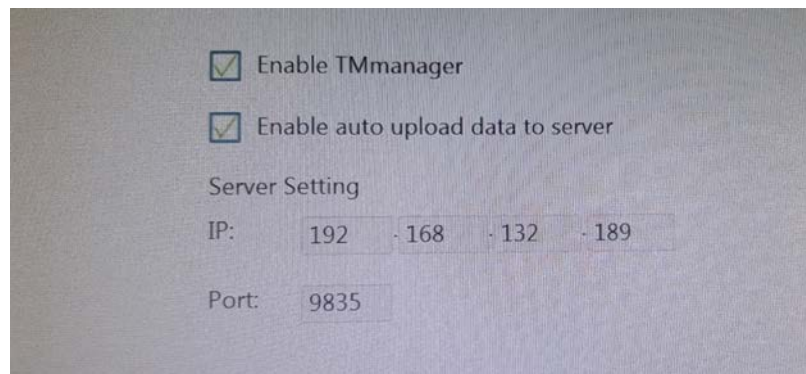 Enable TMmanager
Enable auto upload data to server
Server Setting
IP: 192 . 168 . 132 . 189
Port: 9835